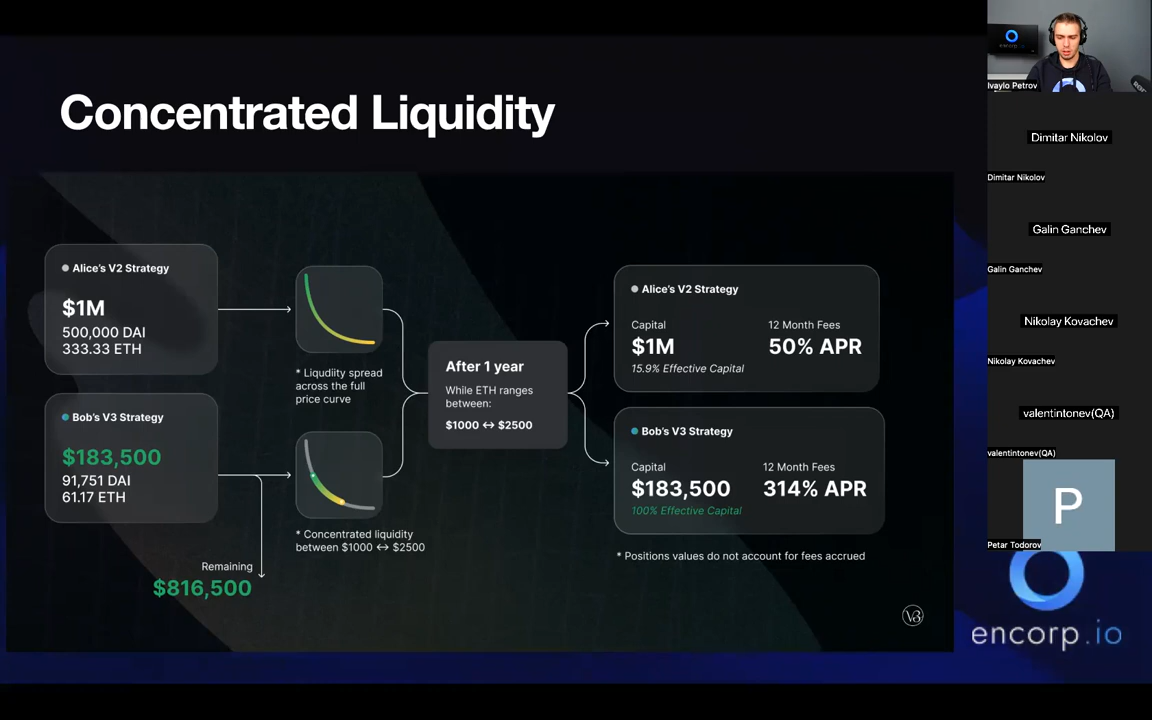 Concentrated Liquidity
Alice's V2 Strategy
$1M
500,000 DAI
333.33 ETH
Bob's V3 Strategy
$183,500
91,751 DAI
61.17 ETH
Remaining
$816,500
* Liqudiity spread
across the full
price curve
* Concentrated liquidity
between $1000 ↔ $2500
After 1 year
While ETH ranges
between:
$1000 ↔ $2500
Alice's V2 Strategy
Capital
12 Month Fees
$1M
50% APR
15.9% Effective Capital
Bob's V3 Strategy
Capital
12 Month Fees
$183,500
314% APR
100% Effective Capital
* Positions values do not account for fees accrued
V3
encorp.io
Ivaylo Petrov
Dimitar Nikolov
Dimitar Nikolov
Galin Ganchev
Galin Ganchev
Nikolay Kovachev
Nikolay Kovachev
valentintonev(QA)
valentintonev(QA)
P
Petar Todorov
encorp.io